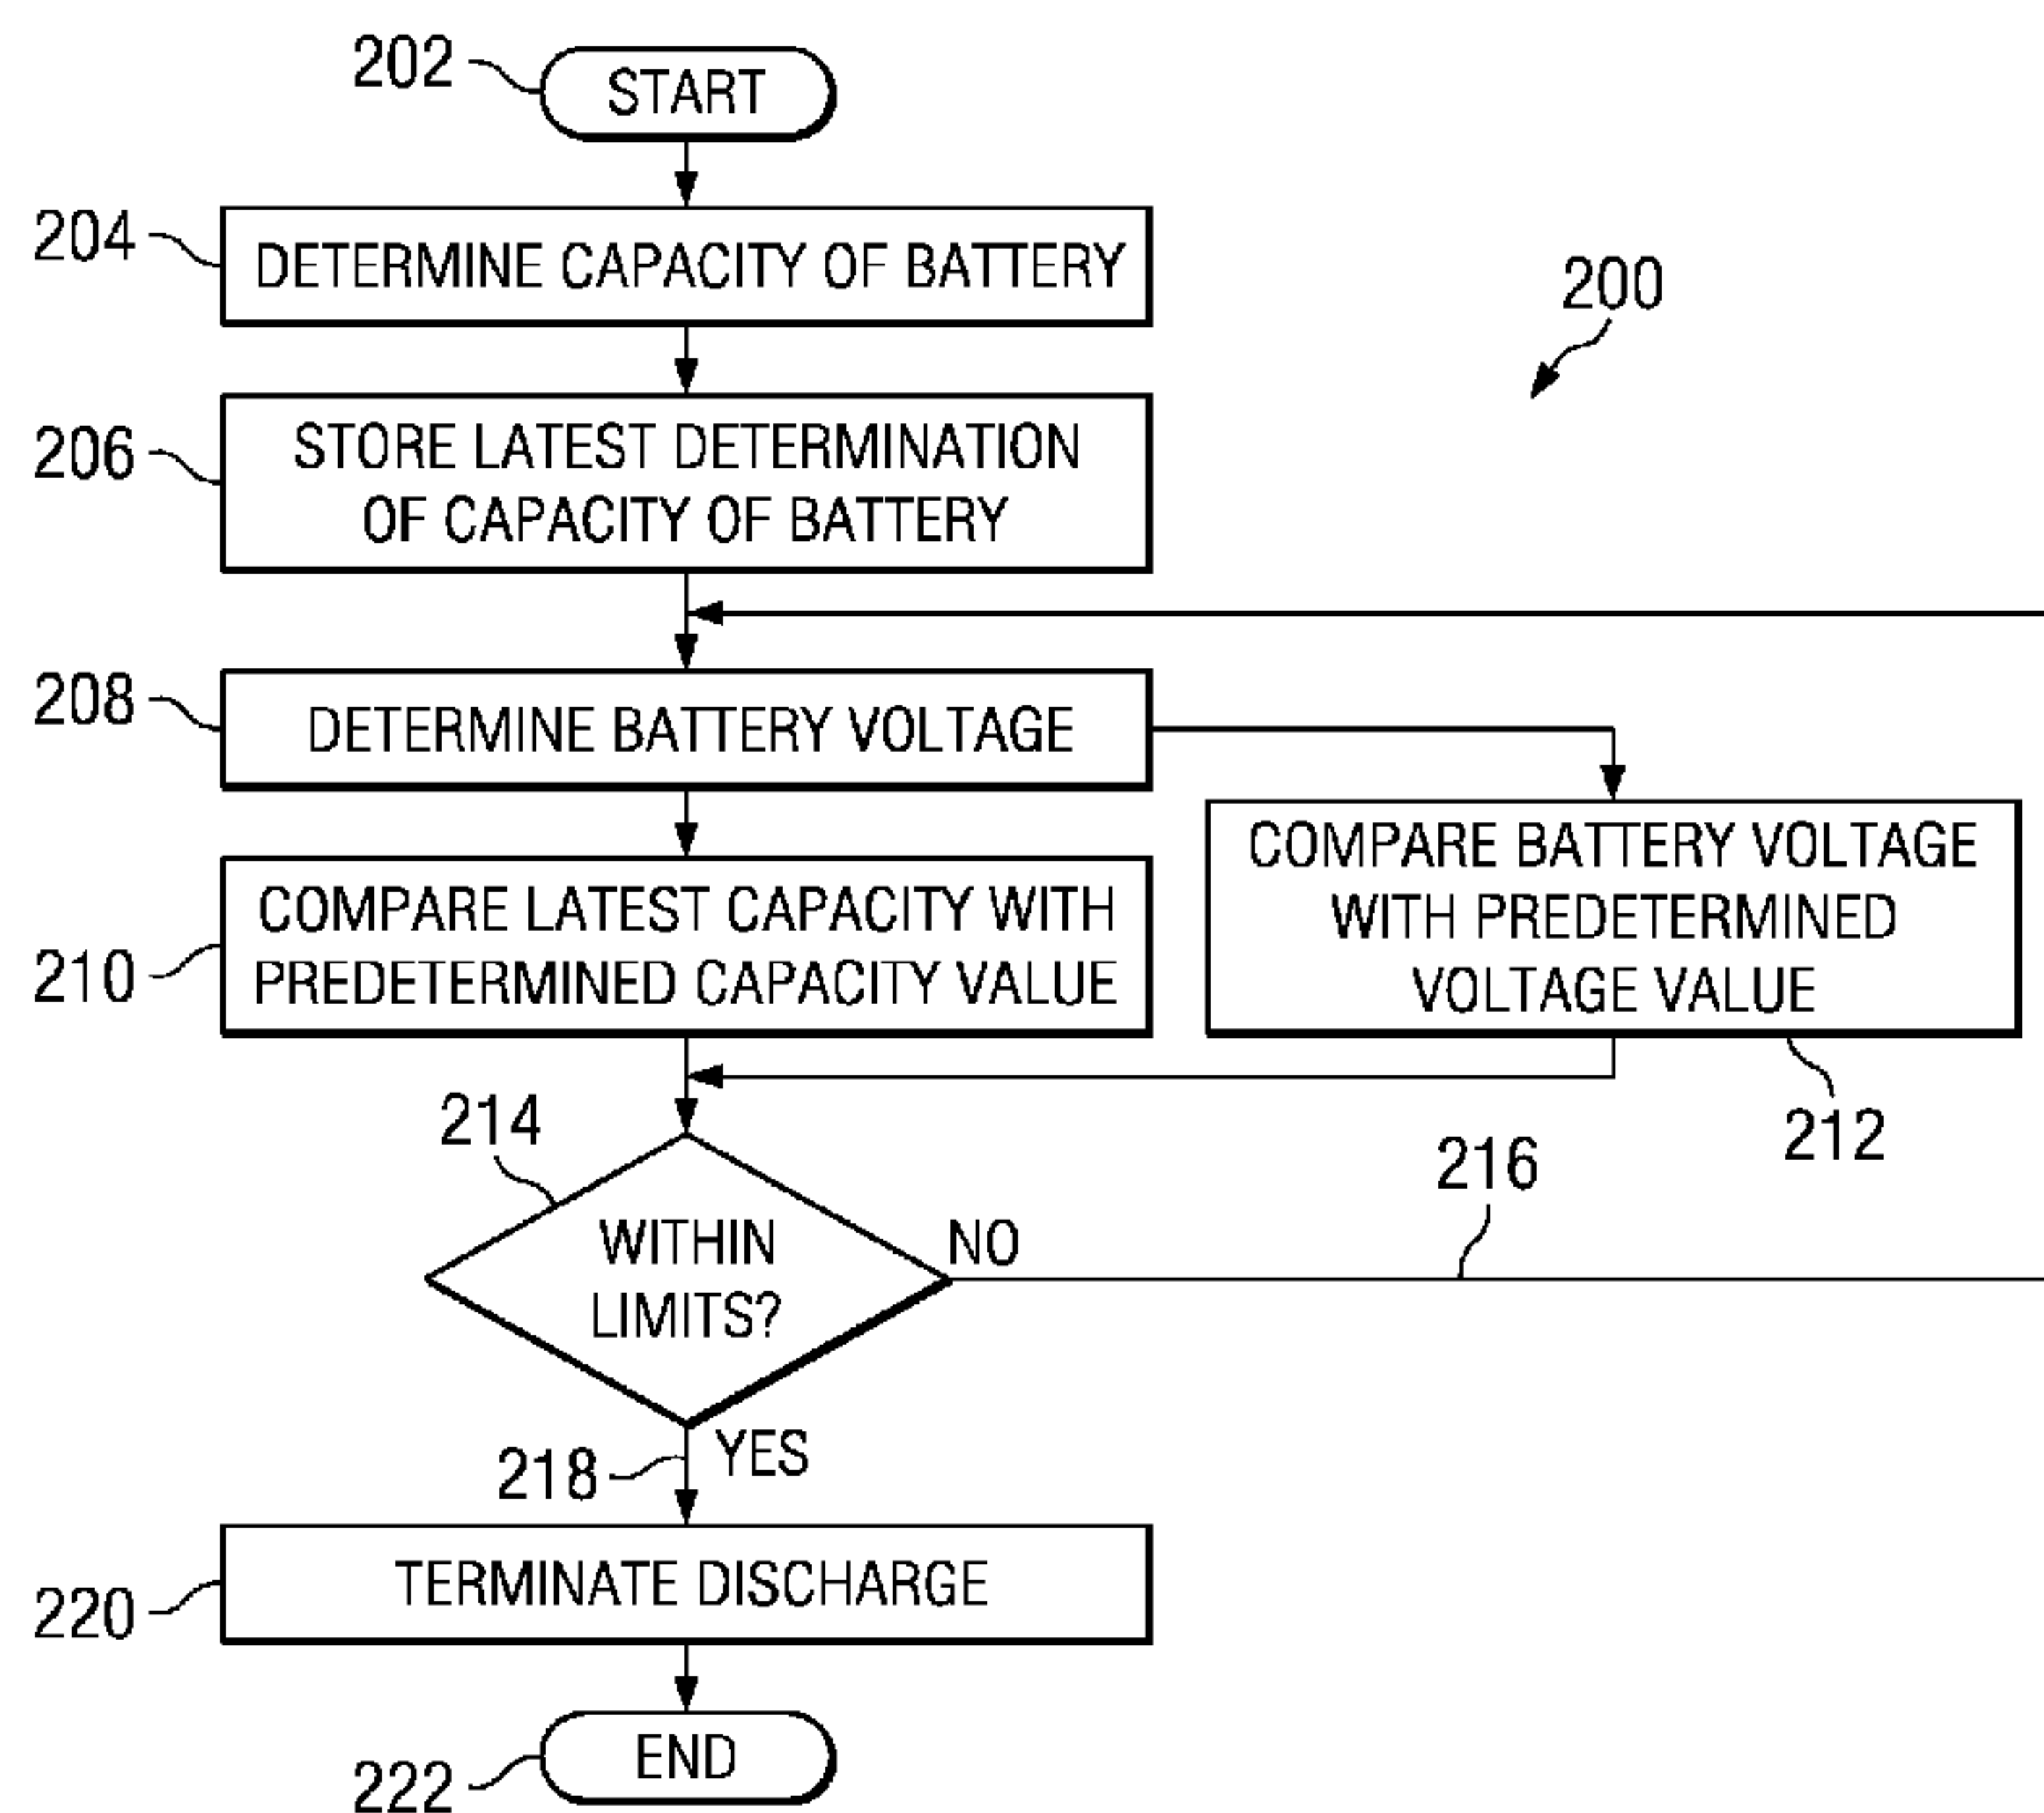 202
START
204
DETERMINE CAPACITY OF BATTERY
200
206
STORE LATEST DETERMINATION
OF CAPACITY OF BATTERY
208
DETERMINE BATTERY VOLTAGE
210
COMPARE LATEST CAPACITY WITH
PREDETERMINED CAPACITY VALUE
COMPARE BATTERY VOLTAGE
WITH PREDETERMINED
VOLTAGE VALUE
212
214
WITHIN
LIMITS?
NO
216
218
YES
220
TERMINATE DISCHARGE
222
END